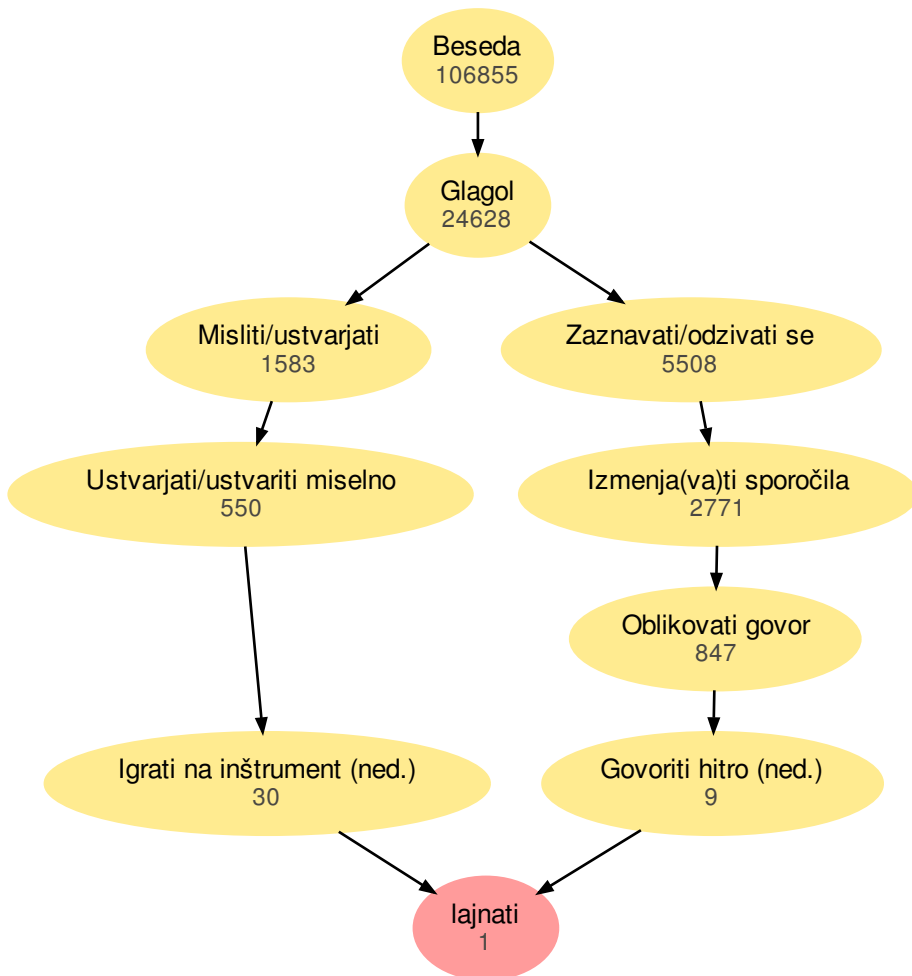 Beseda
106855
Glagol
24628
Misliti/ustvarjati
1583
Zaznavati/odzivati se
5508
Ustvarjati/ustvariti miselno
550
Izmenja(va)ti sporočila
2771
Oblikovati govor
847
Igrati na inštrument (ned.)
30
Govoriti hitro (ned.)
9
lajnati
1